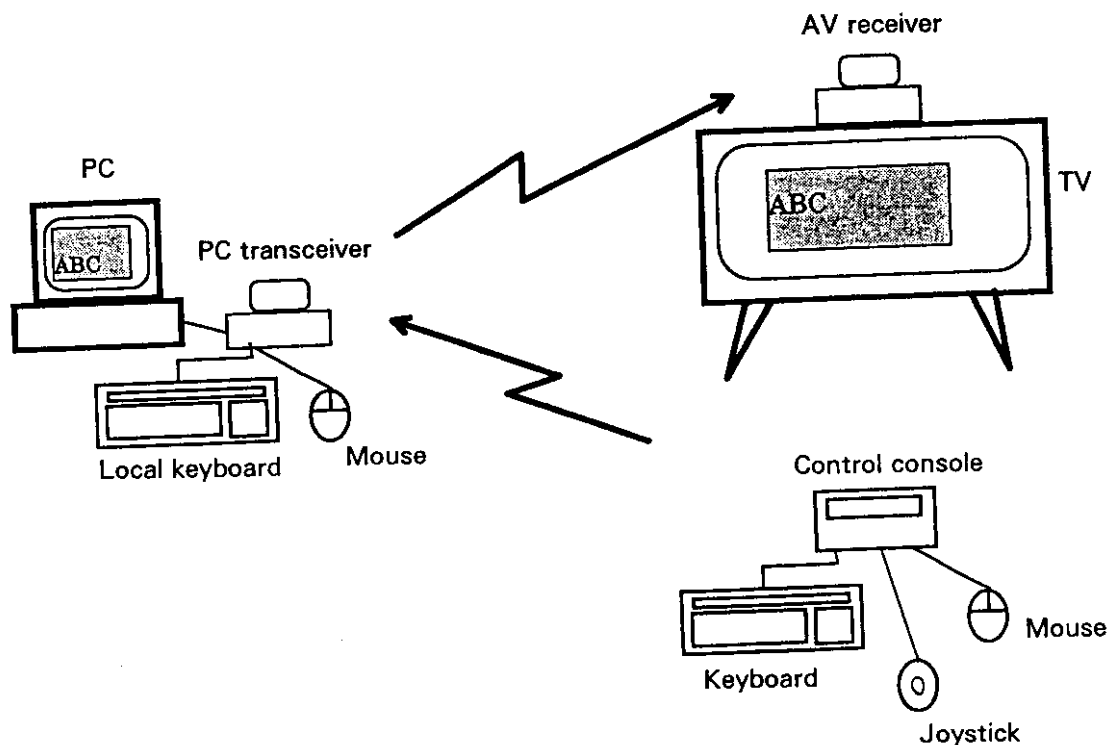 AV receiver
PC
TV
ABC
PC transceiver
ABC
Local keyboard
Mouse
Control console
Mouse
Keyboard
Joystick